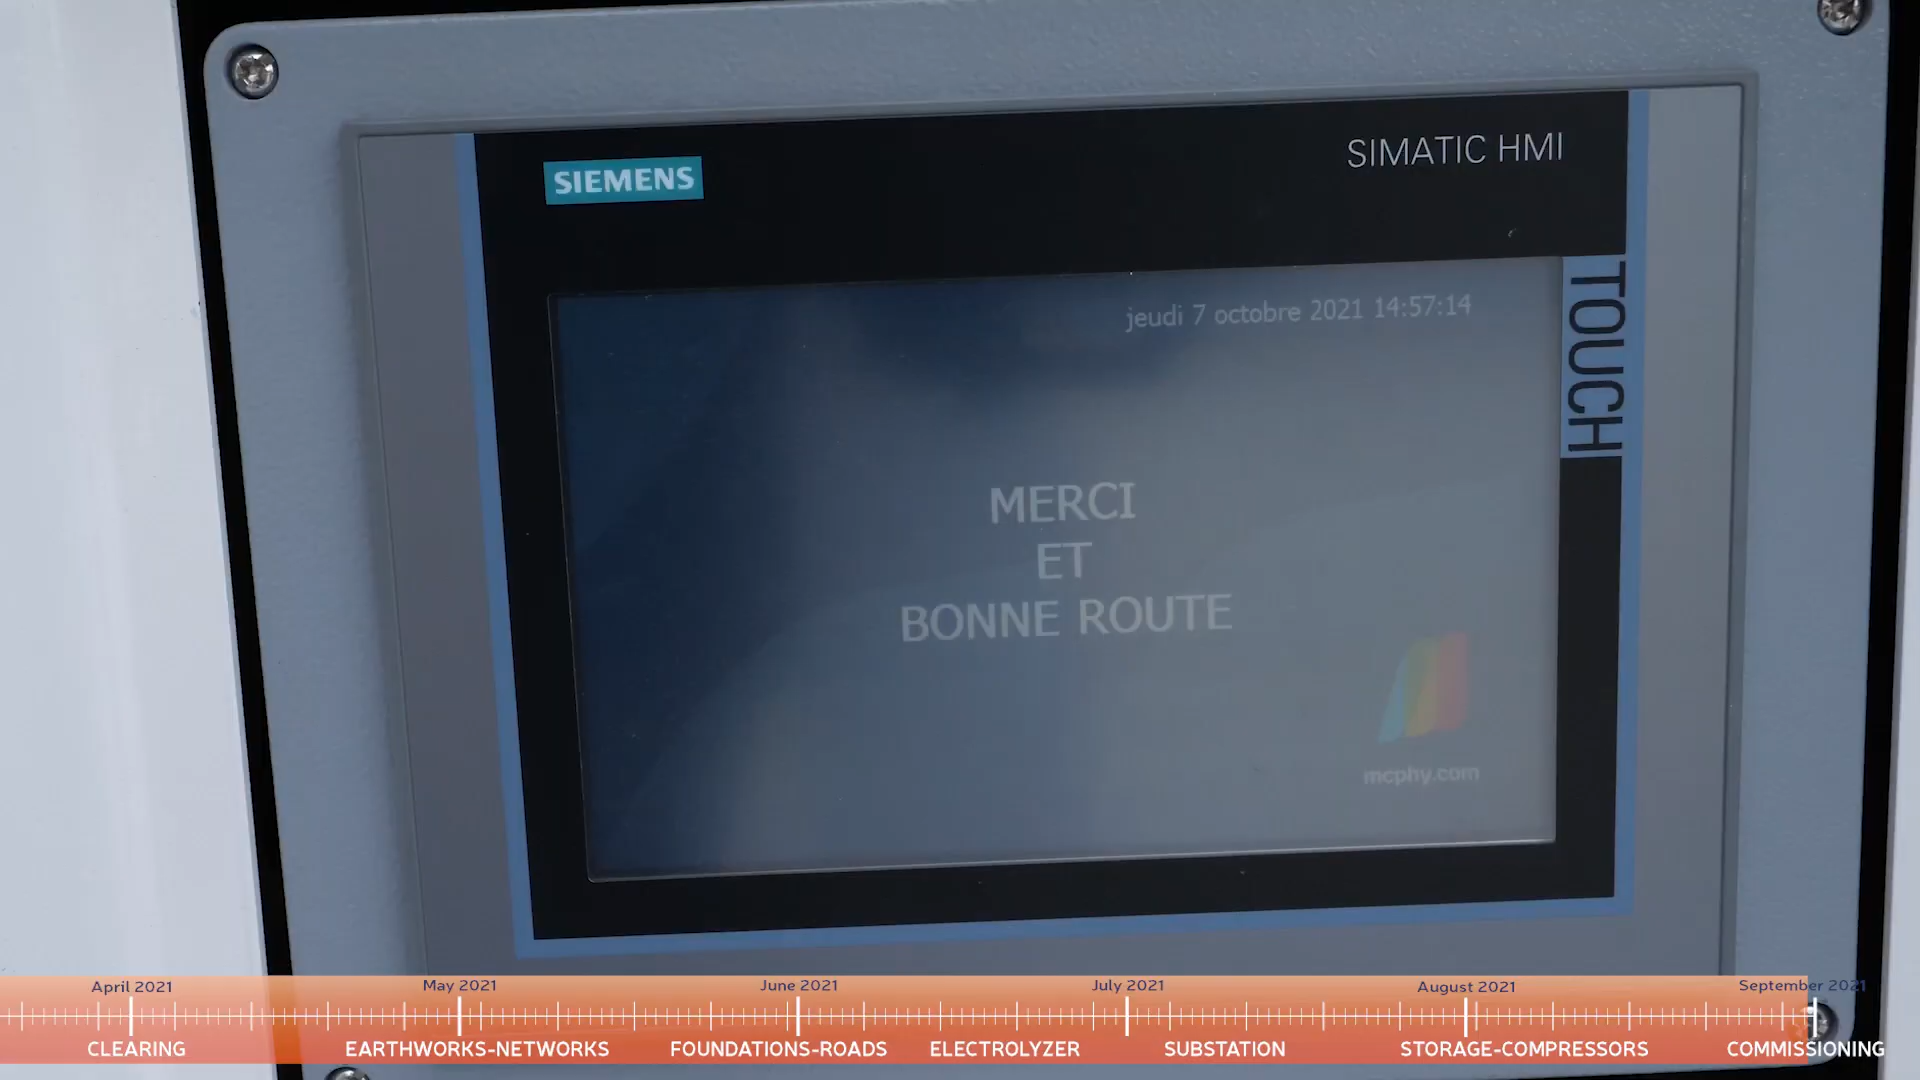 SIEMENS
SIMATIC HMI
TOUCH
jeudi 7 octobre 2021 14:57:14
MERCI
ET
BONNE ROUTE
mcphy.com
April 2021 May 2021 June 2021 July 2021 August 2021 September 2021
CLEARING EARTHWORKS-NETWORKS FOUNDATIONS-ROADS ELECTROLYZER SUBSTATION STORAGE-COMPRESSORS COMMISSIONING